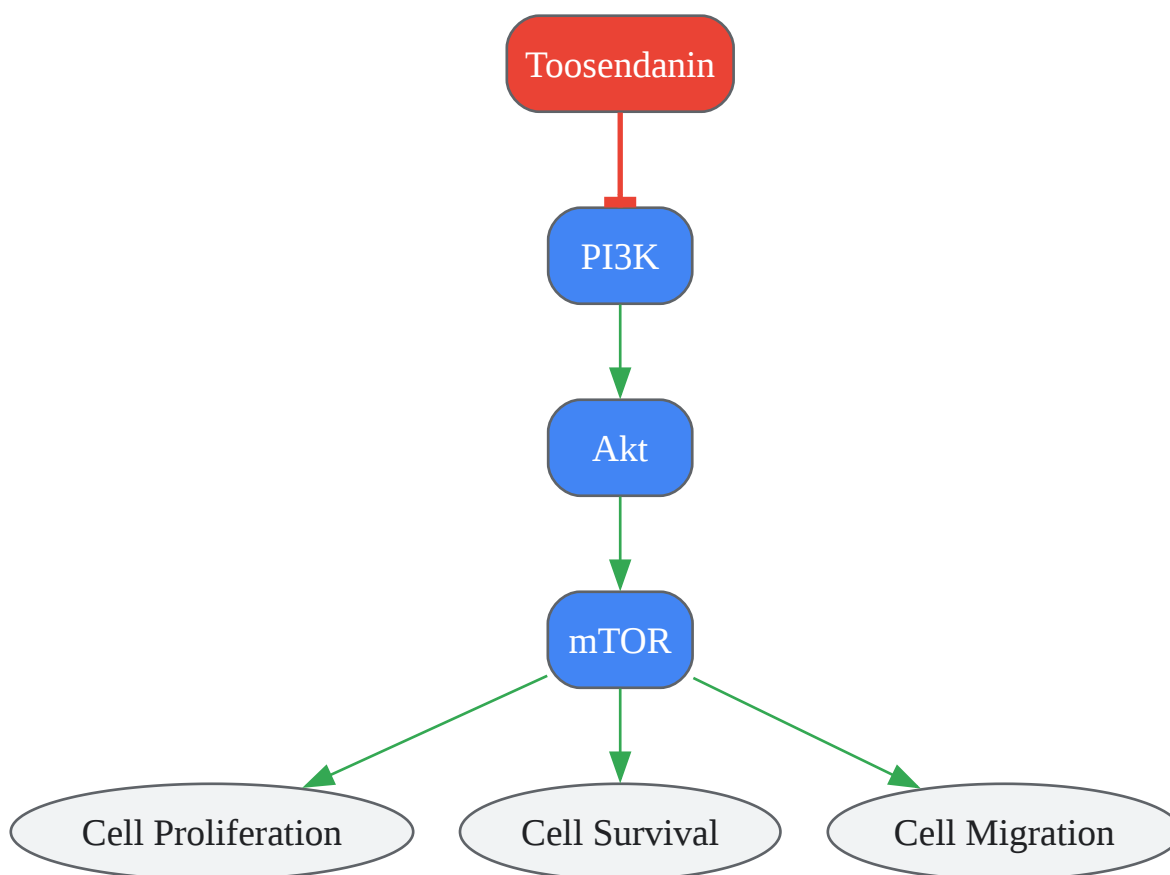 Toosendanin
PI3K
Akt
mTOR
Cell Proliferation
Cell Survival
Cell Migration